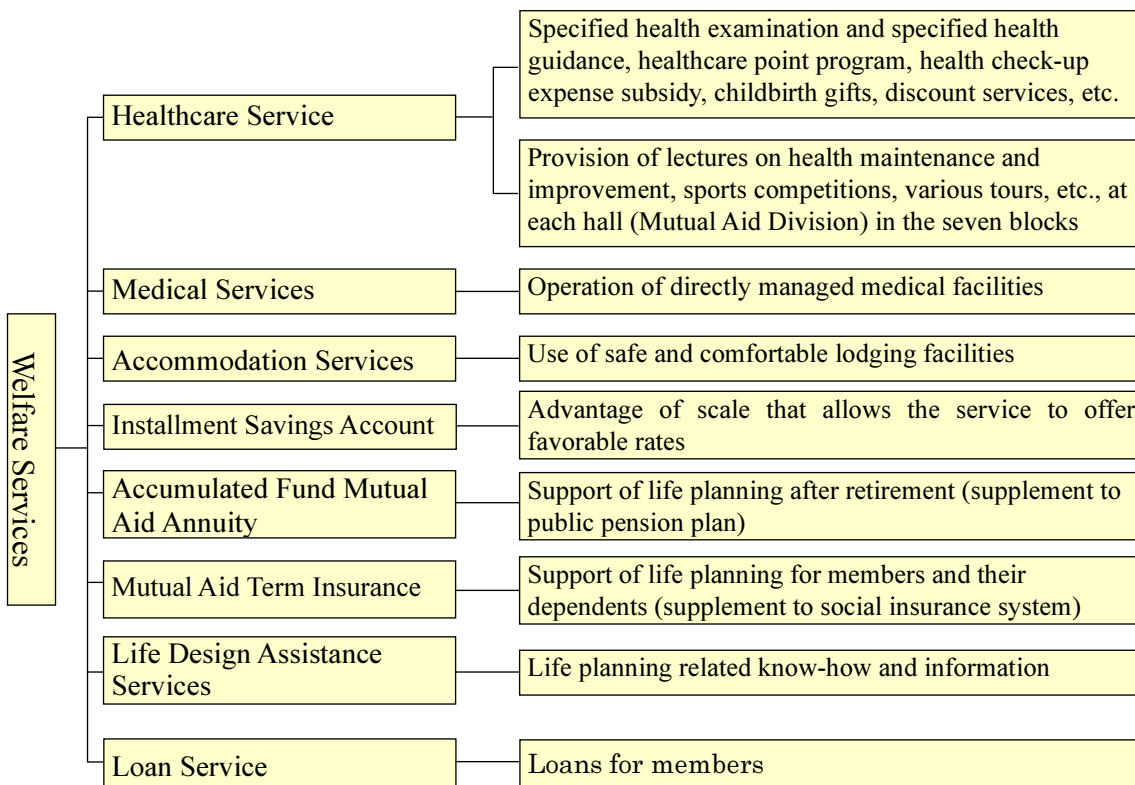 Welfare Services
Healthcare Service
Specified health examination and specified health
guidance, healthcare point program, health check-up
expense subsidy, childbirth gifts, discount services, etc.
Provision of lectures on health maintenance and
improvement, sports competitions, various tours, etc., at
each hall (Mutual Aid Division) in the seven blocks
Medical Services
Operation of directly managed medical facilities
Accommodation Services
Use of safe and comfortable lodging facilities
Installment Savings Account
Advantage of scale that allows the service to offer
favorable rates
Accumulated Fund Mutual
Aid Annuity
Support of life planning after retirement (supplement to
public pension plan)
Mutual Aid Term Insurance
Support of life planning for members and their
dependents (supplement to social insurance system)
Life Design Assistance
Services
Life planning related know-how and information
Loan Service
Loans for members